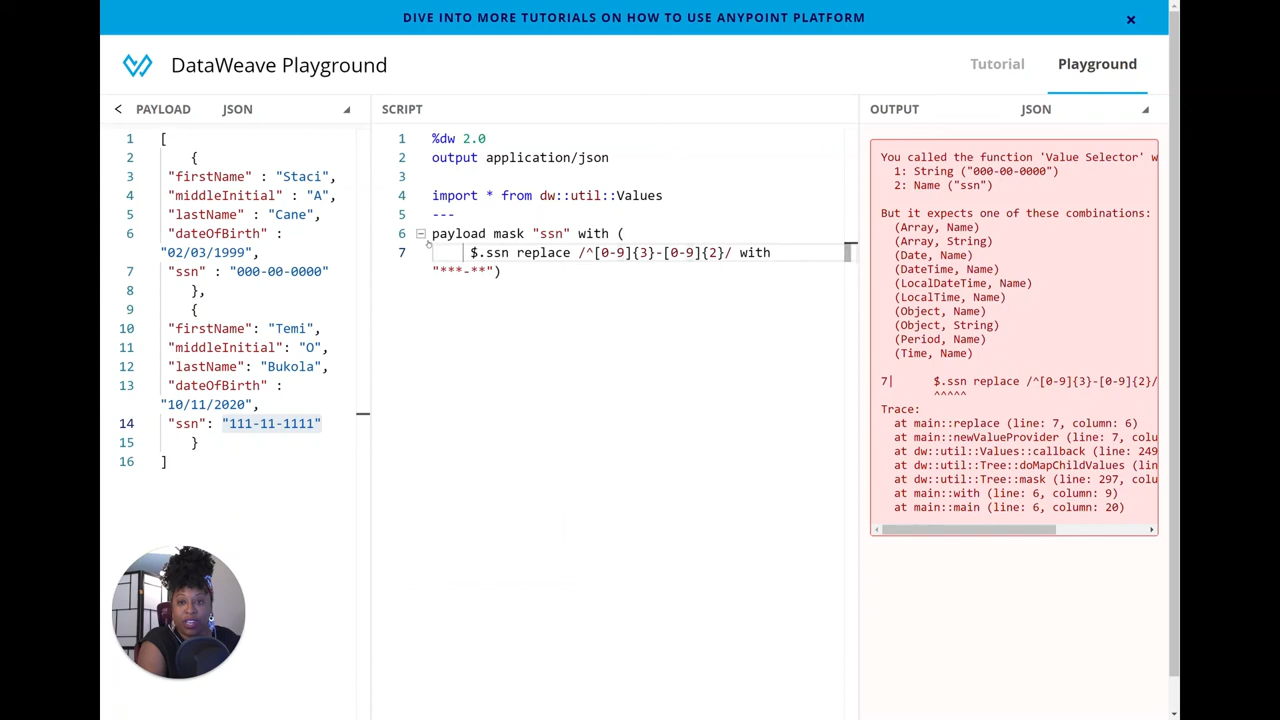 DIVE INTO MORE TUTORIALS ON HOW TO USE ANYPOINT PLATFORM
×
DataWeave Playground
Tutorial
Playground
PAYLOAD
JSON
1 [
2 {
3 "firstName" : "Staci",
4 "middleInitial" : "A",
5 "lastName" : "Cane",
6 "dateOfBirth" :
"02/03/1999",
7 "ssn" : "000-00-0000"
8 },
9 {
10 "firstName": "Temi",
11 "middleInitial": "O",
12 "lastName": "Bukola",
13 "dateOfBirth" :
"10/11/2020",
14 "ssn": "111-11-1111"
15 }
16 ]
SCRIPT
1 %dw 2.0
2 output application/json
3
4 import * from dw::util::Values
5 ---
6 payload mask "ssn" with (
7 $.ssn replace /^[0-9]{3}-[0-9]{2}/ with
"***-**")
OUTPUT
JSON
You called the function 'Value Selector' w
1: String ("000-00-0000")
2: Name ("ssn")
But it expects one of these combinations:
(Array, Name)
(Array, String)
(Date, Name)
(DateTime, Name)
(LocalDateTime, Name)
(LocalTime, Name)
(Object, Name)
(Object, String)
(Period, Name)
(Time, Name)
7| $.ssn replace /^[0-9]{3}-[0-9]{2}/
^^^^^
Trace:
at main::replace (line: 7, column: 6)
at main::newValueProvider (line: 7, colu
at dw::util::Values::callback (line: 249
at dw::util::Tree::doMapChildValues (lin
at dw::util::Tree::mask (line: 297, colu
at main::with (line: 6, column: 9)
at main::main (line: 6, column: 20)